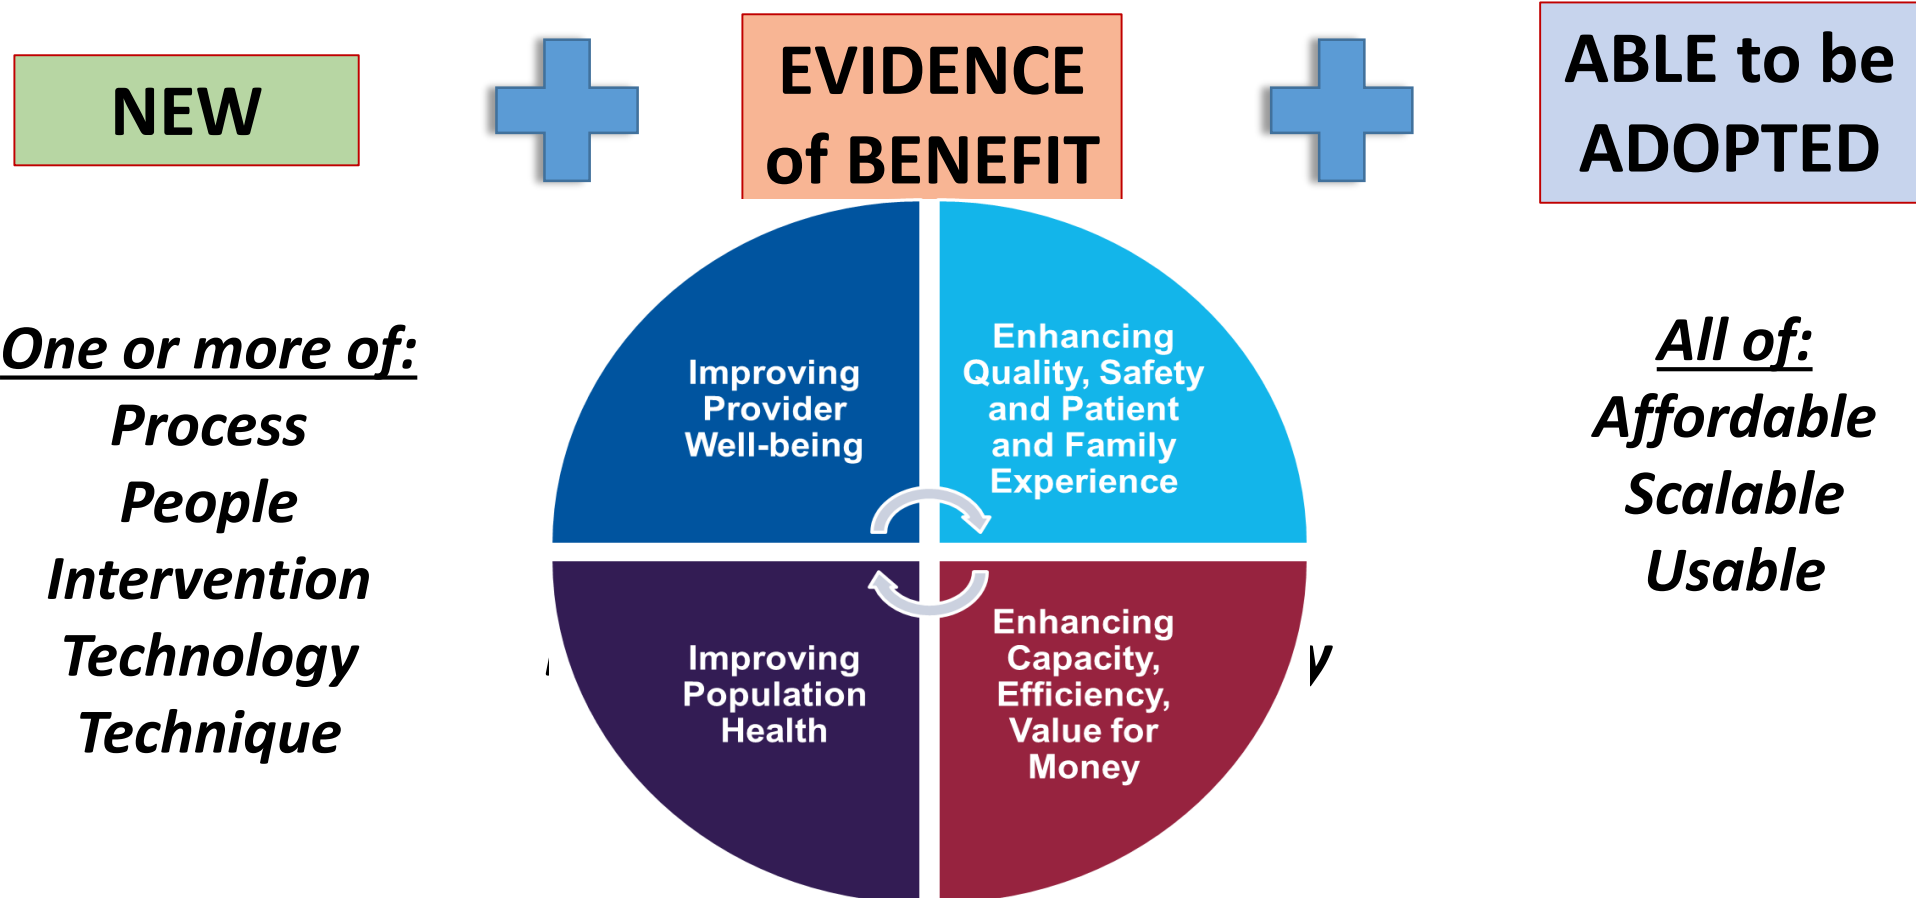 NEW
EVIDENCE
of BENEFIT
ABLE to be
ADOPTED
One or more of:
Process
People
Intervention
Technology
Technique
Improving
Provider
Well-being
Enhancing
Quality, Safety
and Patient
and Family
Experience
Improving
Population
Health
Enhancing
Capacity,
Efficiency,
Value for
Money
All of:
Affordable
Scalable
Usable